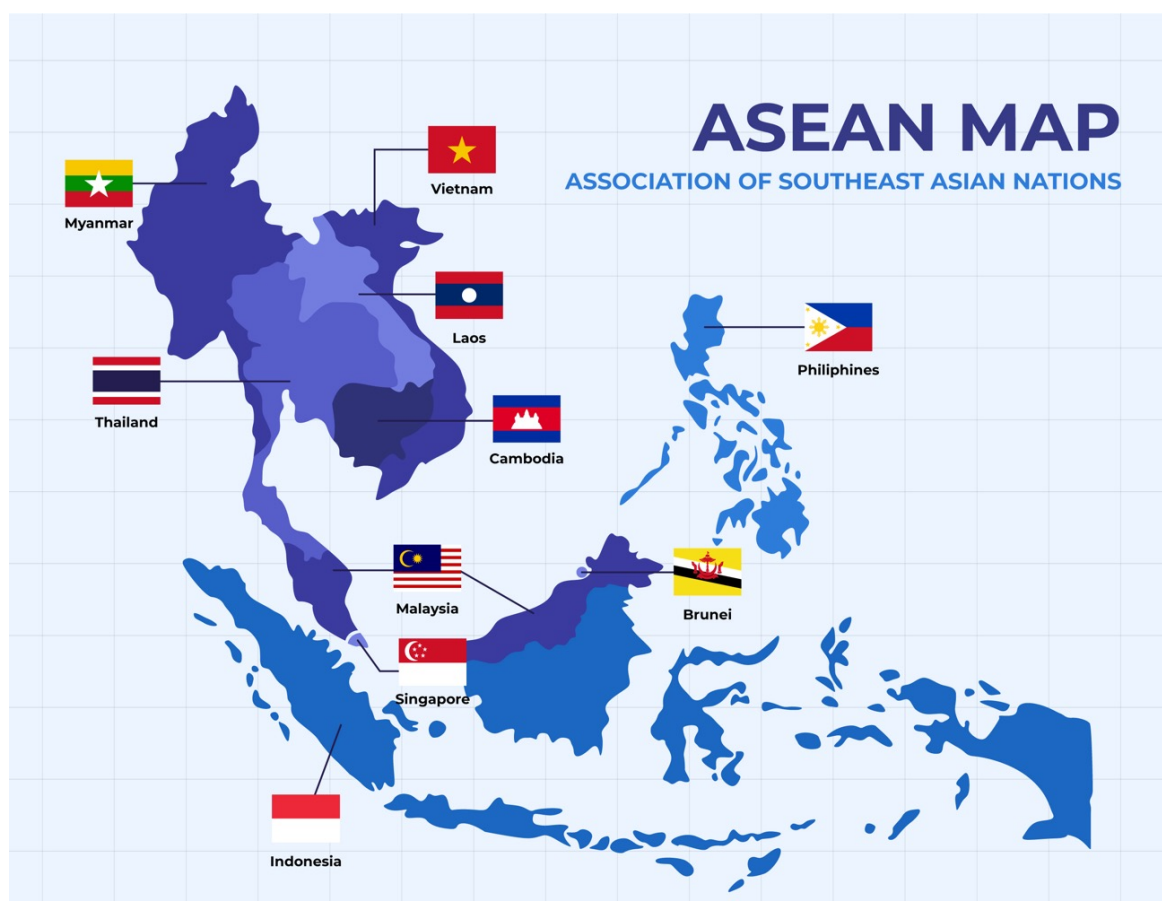 ASEAN MAP
ASSOCIATION OF SOUTHEAST ASIAN NATIONS
Vietnam
Myanmar
Laos
Philiphines
Thailand
Cambodia
Malaysia
Brunei
Singapore
Indonesia